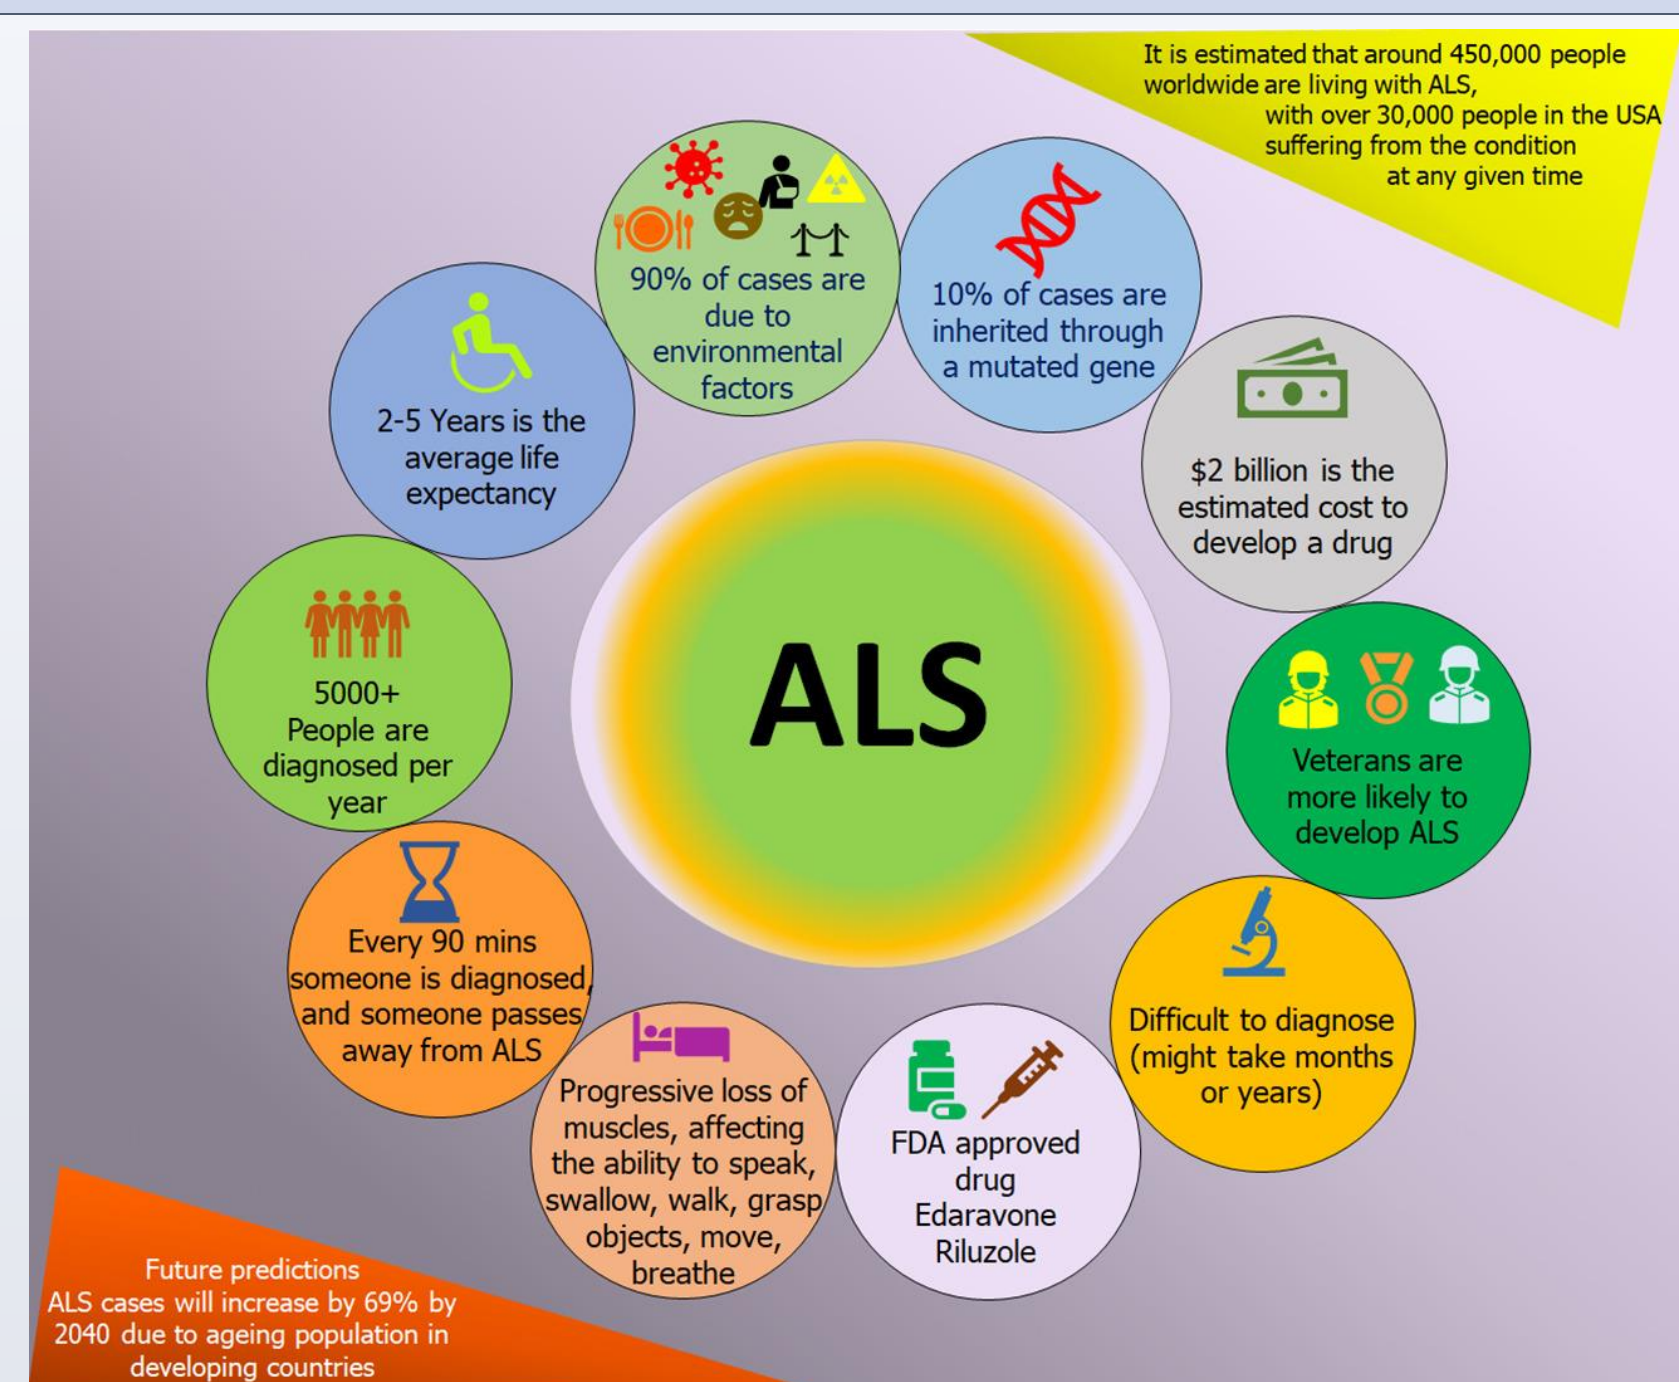 It is estimated that around 450,000 people
worldwide are living with ALS,
with over 30,000 people in the USA
suffering from the condition
at any given time
90% of cases are
due to
environmental
factors
10% of cases are
inherited through
a mutated gene
$2 billion is the
estimated cost to
develop a drug
Veterans are
more likely to
develop ALS
Difficult to diagnose
(might take months
or years)
FDA approved
drug
Edaravone
Riluzole
Progressive loss of
muscles, affecting
the ability to speak,
swallow, walk, grasp
objects, move,
breathe
Every 90 mins
someone is diagnosed,
and someone passes
away from ALS
5000+
People are
diagnosed per
year
2-5 Years is the
average life
expectancy
ALS
Future predictions
ALS cases will increase by 69% by
2040 due to ageing population in
developing countries